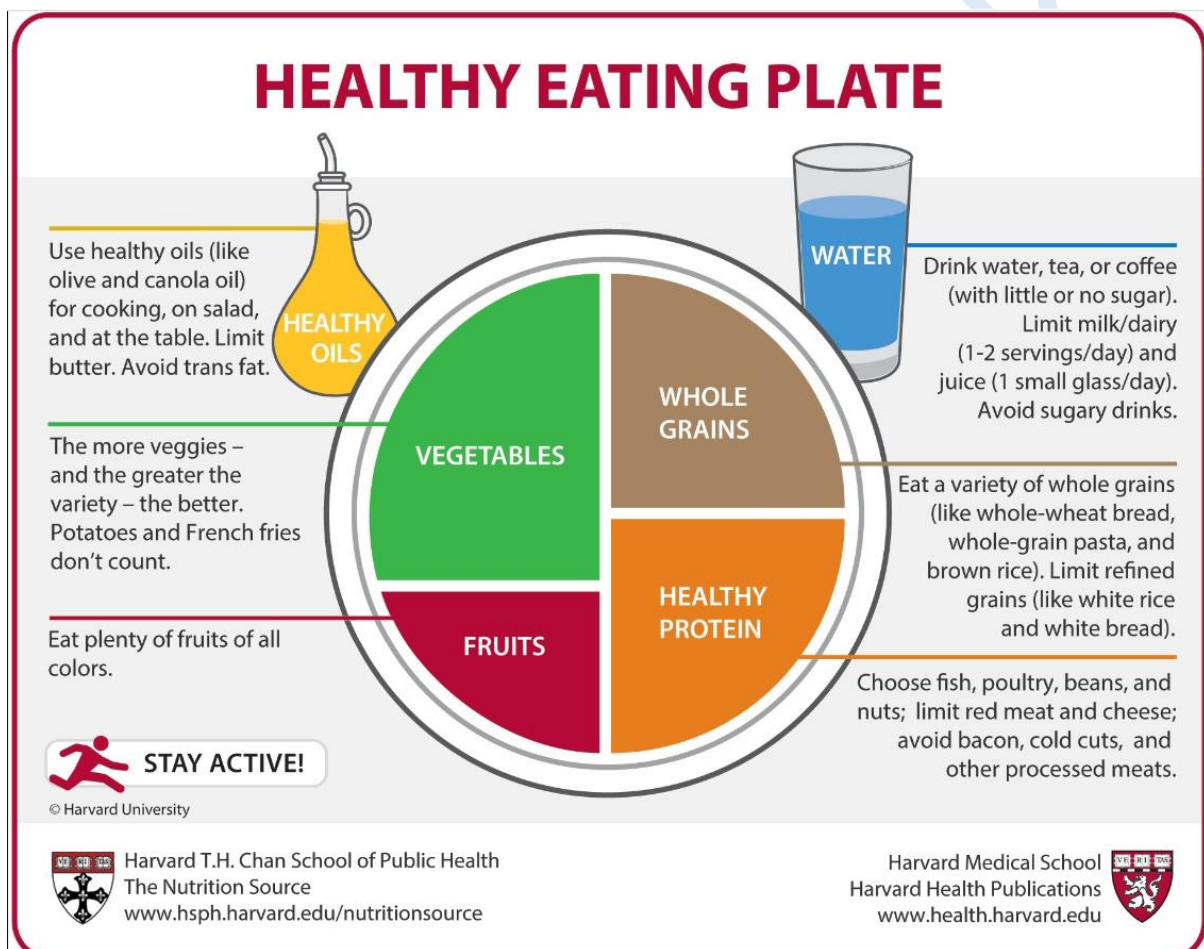 HEALTHY EATING PLATE
Use healthy oils (like
olive and canola oil)
for cooking, on salad,
and at the table. Limit
butter. Avoid trans fat.
HEALTHY
OILS
The more veggies –
and the greater the
variety – the better.
Potatoes and French fries
don’t count.
Eat plenty of fruits of all
colors.
VEGETABLES
FRUITS
WHOLE
GRAINS
HEALTHY
PROTEIN
WATER
Drink water, tea, or coffee
(with little or no sugar).
Limit milk/dairy
(1-2 servings/day) and
juice (1 small glass/day).
Avoid sugary drinks.
Eat a variety of whole grains
(like whole-wheat bread,
whole-grain pasta, and
brown rice). Limit refined
grains (like white rice
and white bread).
Choose fish, poultry, beans, and
nuts; limit red meat and cheese;
avoid bacon, cold cuts, and
other processed meats.
STAY ACTIVE!
© Harvard University
Harvard T.H. Chan School of Public Health
The Nutrition Source
www.hsph.harvard.edu/nutritionsource
Harvard Medical School
Harvard Health Publications
www.health.harvard.edu
VE RI TAS